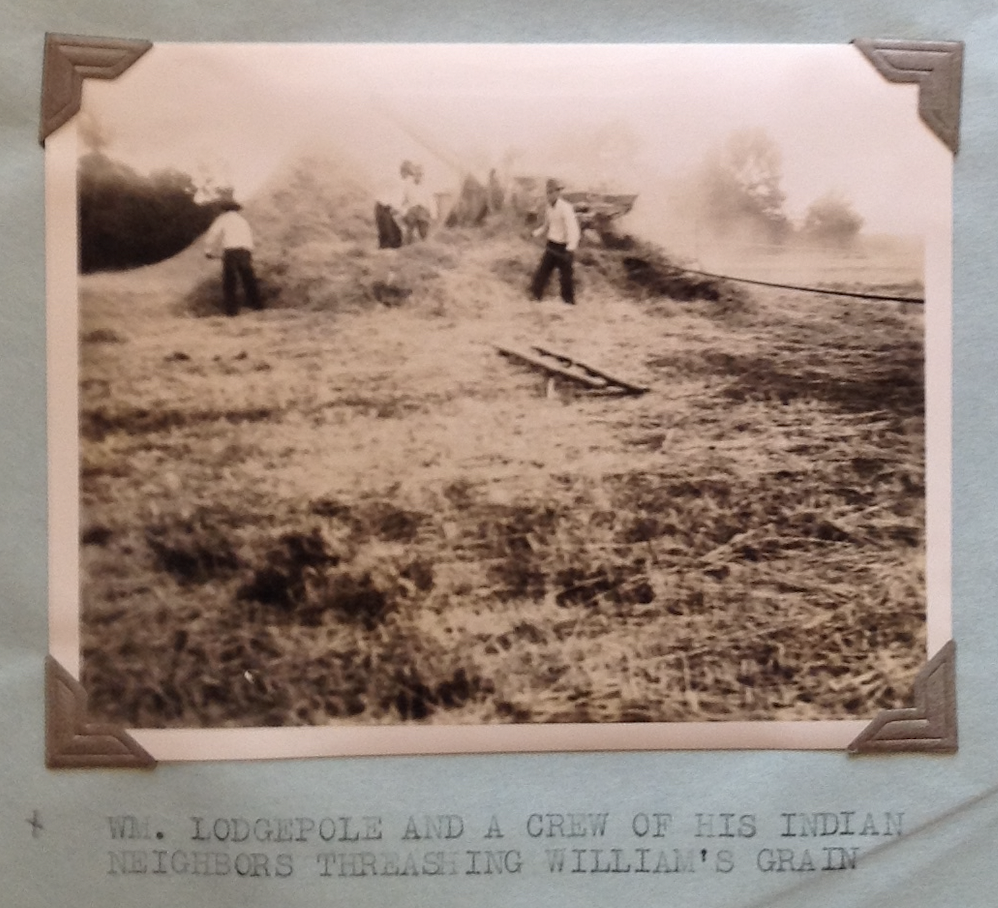 WM. LODGEPOLE AND A CREW OF HIS INDIAN
NEIGHBORS THREASHING WILLIAM'S GRAIN